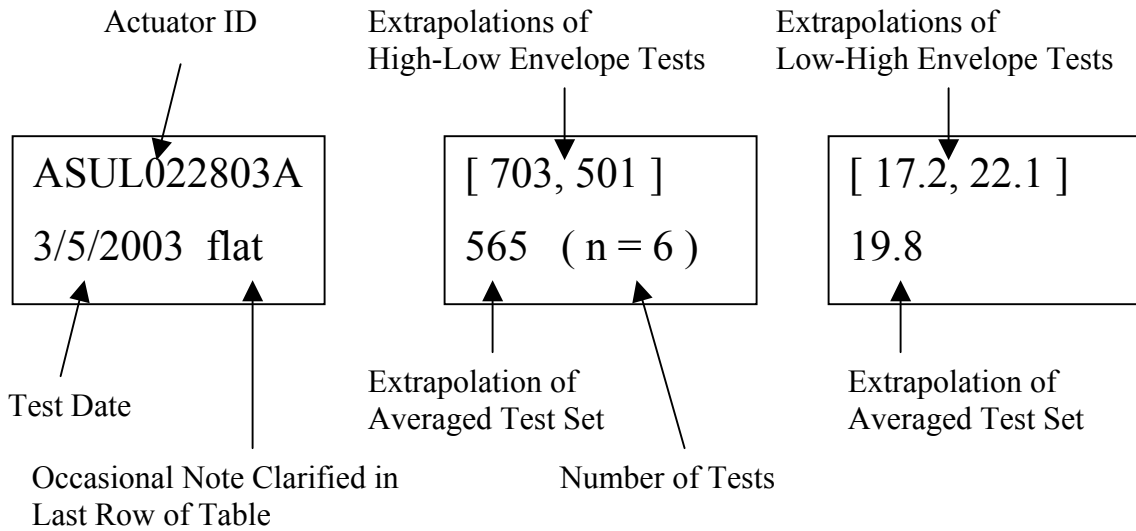 Actuator ID
Extrapolations of
High-Low Envelope Tests
Extrapolations of
Low-High Envelope Tests
ASUL022803A
3/5/2003 flat
[ 703, 501 ]
565 ( n = 6 )
[ 17.2, 22.1 ]
19.8
Test Date
Extrapolation of
Averaged Test Set
Extrapolation of
Averaged Test Set
Occasional Note Clarified in
Last Row of Table
Number of Tests